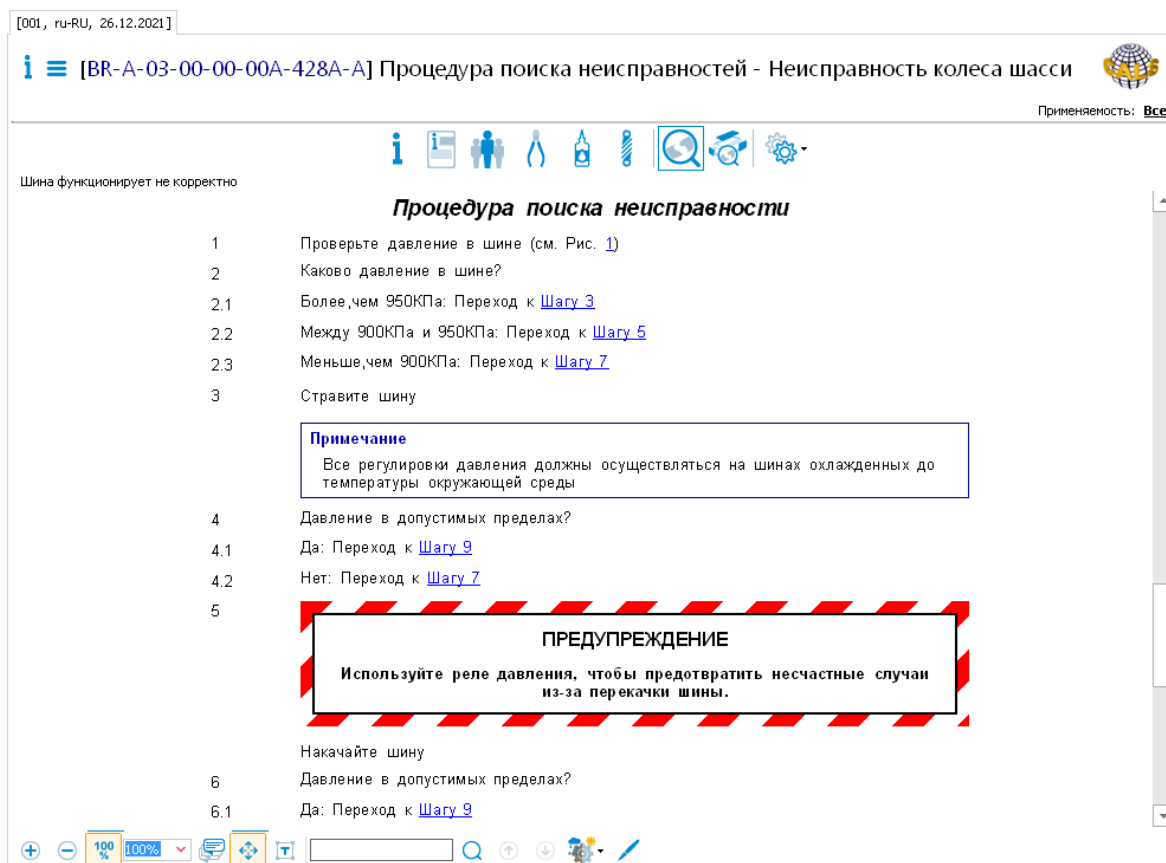 [001, ru-RU, 26.12.2021]
[BR-A-03-00-00-00A-428A-A] Процедура поиска неисправностей - Неисправность колеса шасси
CALS
Применяемость: Все
Шина функционирует не корректно
Процедура поиска неисправности
1 Проверьте давление в шине (см. Рис. 1)
2 Каково давление в шине?
2.1 Более,чем 950КПа: Переход к Шагу 3
2.2 Между 900КПа и 950КПа: Переход к Шагу 5
2.3 Меньше,чем 900КПа: Переход к Шагу 7
3 Стравите шину
Примечание
Все регулировки давления должны осуществляться на шинах охлажденных до
температуры окружающей среды
4 Давление в допустимых пределах?
4.1 Да: Переход к Шагу 9
4.2 Нет: Переход к Шагу 7
5
ПРЕДУПРЕЖДЕНИЕ
Используйте реле давления, чтобы предотвратить несчастные случаи
из-за перекачки шины.
Накачайте шину
6 Давление в допустимых пределах?
6.1 Да: Переход к Шагу 9
100 % 100% T